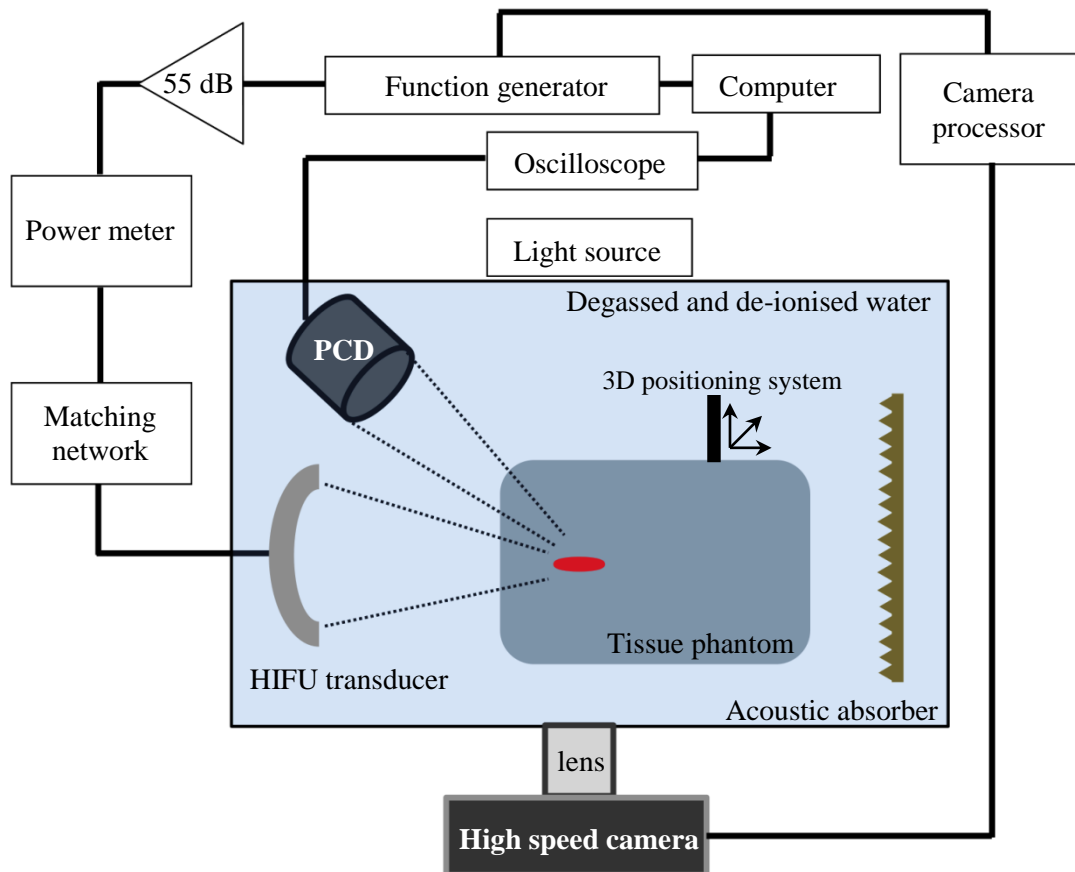 55 dB
Function generator
Computer
Camera
processor
Oscilloscope
Power meter
Light source
Degassed and de-ionised water
PCD
3D positioning system
Matching
network
Tissue phantom
HIFU transducer
Acoustic absorber
lens
High speed camera